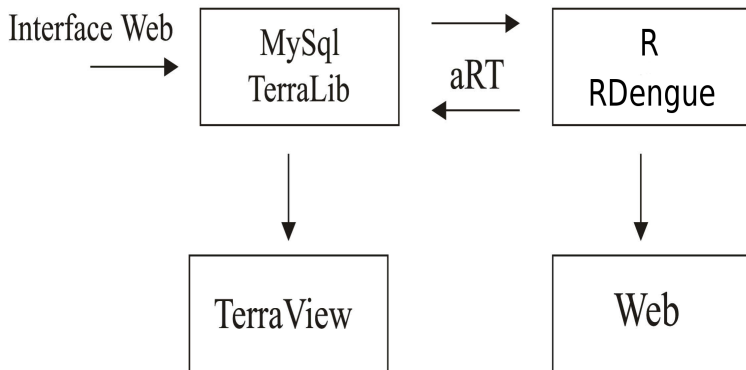 Interface Web
MySql
TerraLib
aRT
R
RDengue
TerraView
Web